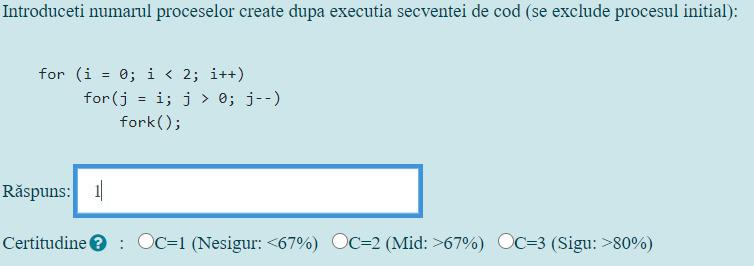 Introduceti numarul proceselor create dupa executia secventei de cod (se exclude procesul initial):
for (i = 0; i < 2; i++)
for(j = i; j > 0; j--)
fork();
Răspuns: 1
Certitudine ? : C=1 (Nesigur: <67%) C=2 (Mid: >67%) C=3 (Sigu: >80%)